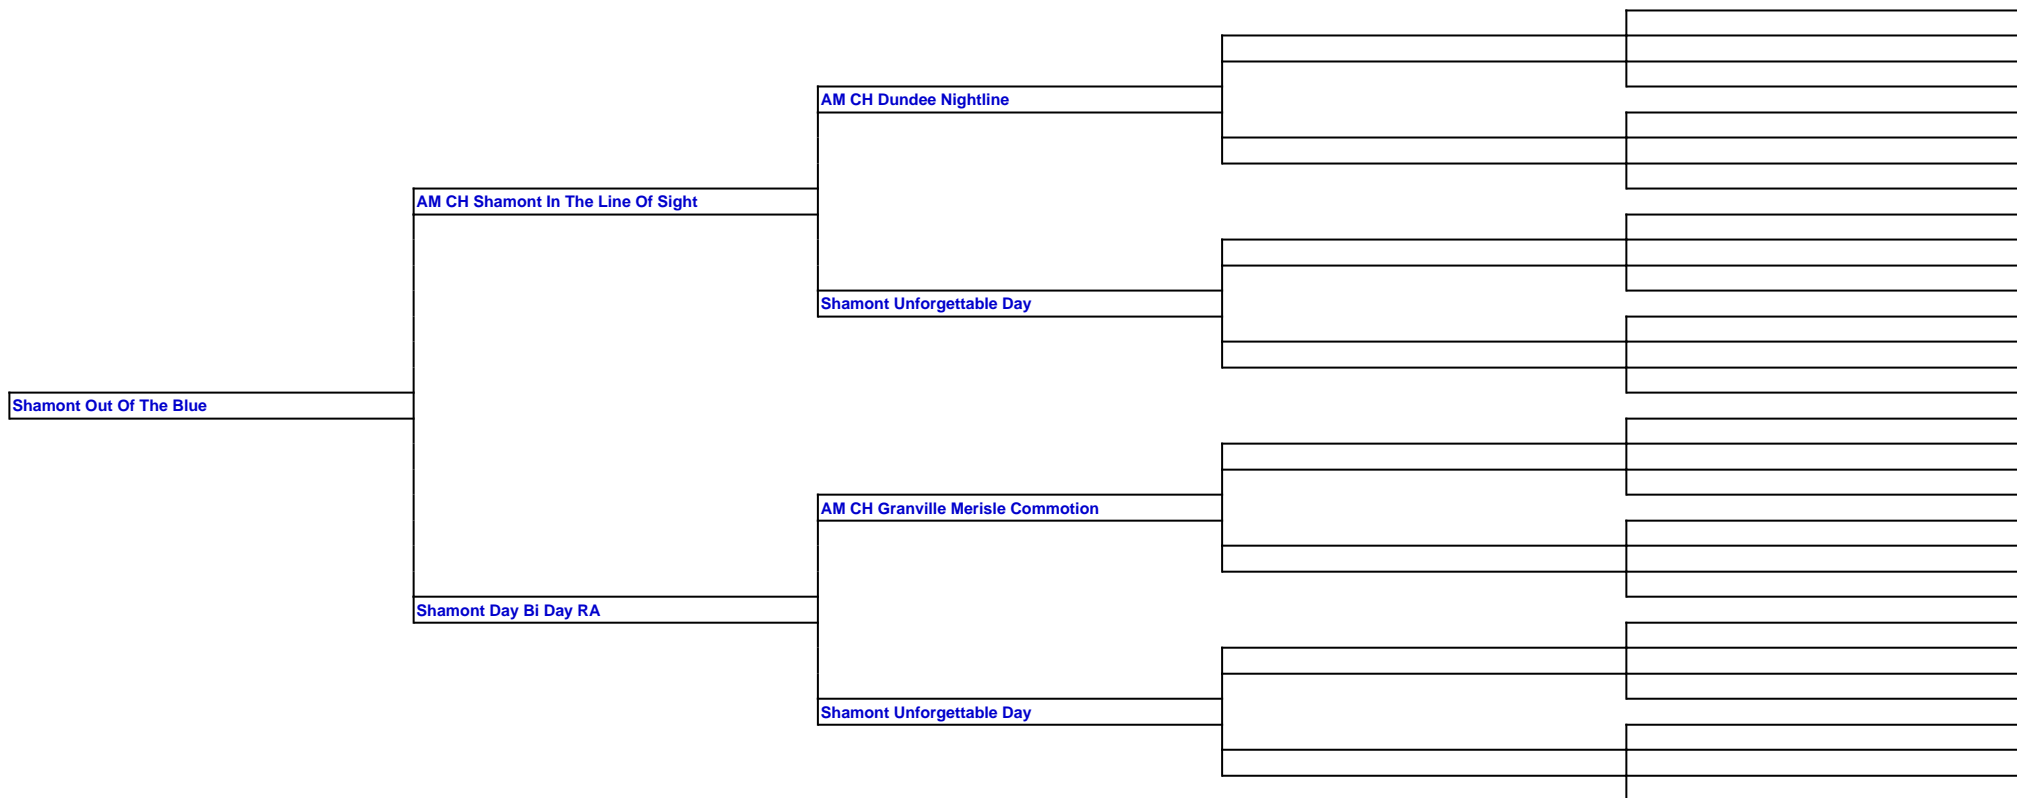 AM CH Dundee Nightline
AM CH Shamont In The Line Of Sight
Shamont Unforgettable Day
Shamont Out Of The Blue
AM CH Granville Merisle Commotion
Shamont Day Bi Day RA
Shamont Unforgettable Day